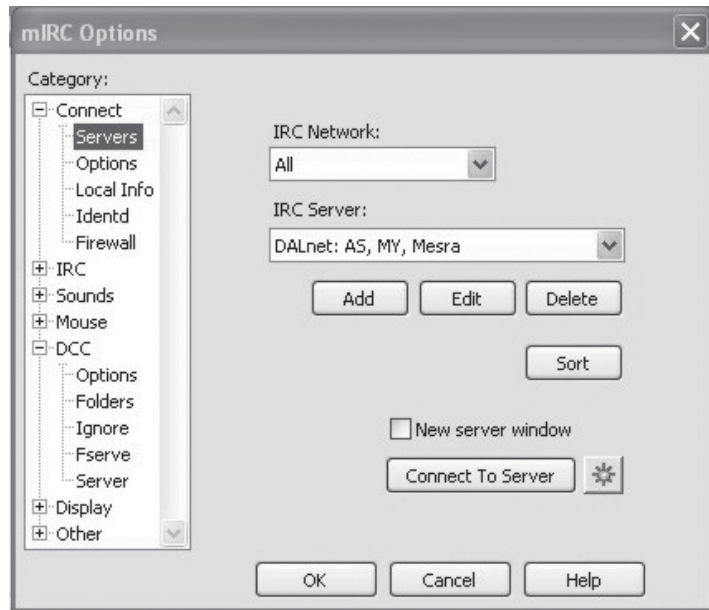 mIRC Options
Category:
Connect
Servers
Options
Local Info
Identd
Firewall
IRC
Sounds
Mouse
DCC
Options
Folders
Ignore
Fserve
Server
Display
Other
IRC Network:
All
IRC Server:
DALnet: AS, MY, Mesra
Add Edit Delete
Sort
New server window
Connect To Server
OK Cancel Help